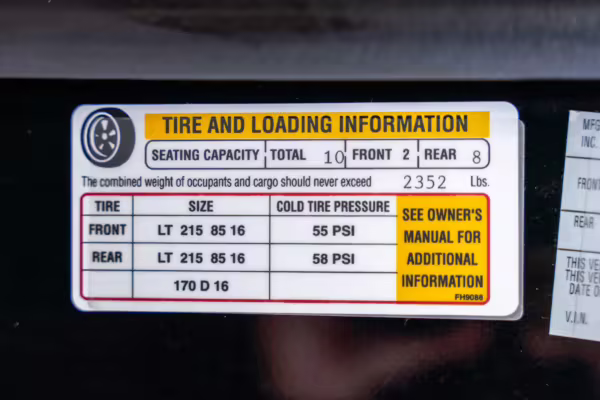 TIRE AND LOADING INFORMATION
SEATING CAPACITY TOTAL 10 FRONT 2 REAR 8
The combined weight of occupants and cargo should never exceed 2352 Lbs.
TIRE SIZE COLD TIRE PRESSURE
FRONT LT 215 85 16 55 PSI
REAR LT 215 85 16 58 PSI
170 D 16
SEE OWNER'S
MANUAL FOR
ADDITIONAL
INFORMATION
FH9086
MFG
INC.
FRONT
REAR
THIS VE
THIS VE
DATE O
V.I.N.